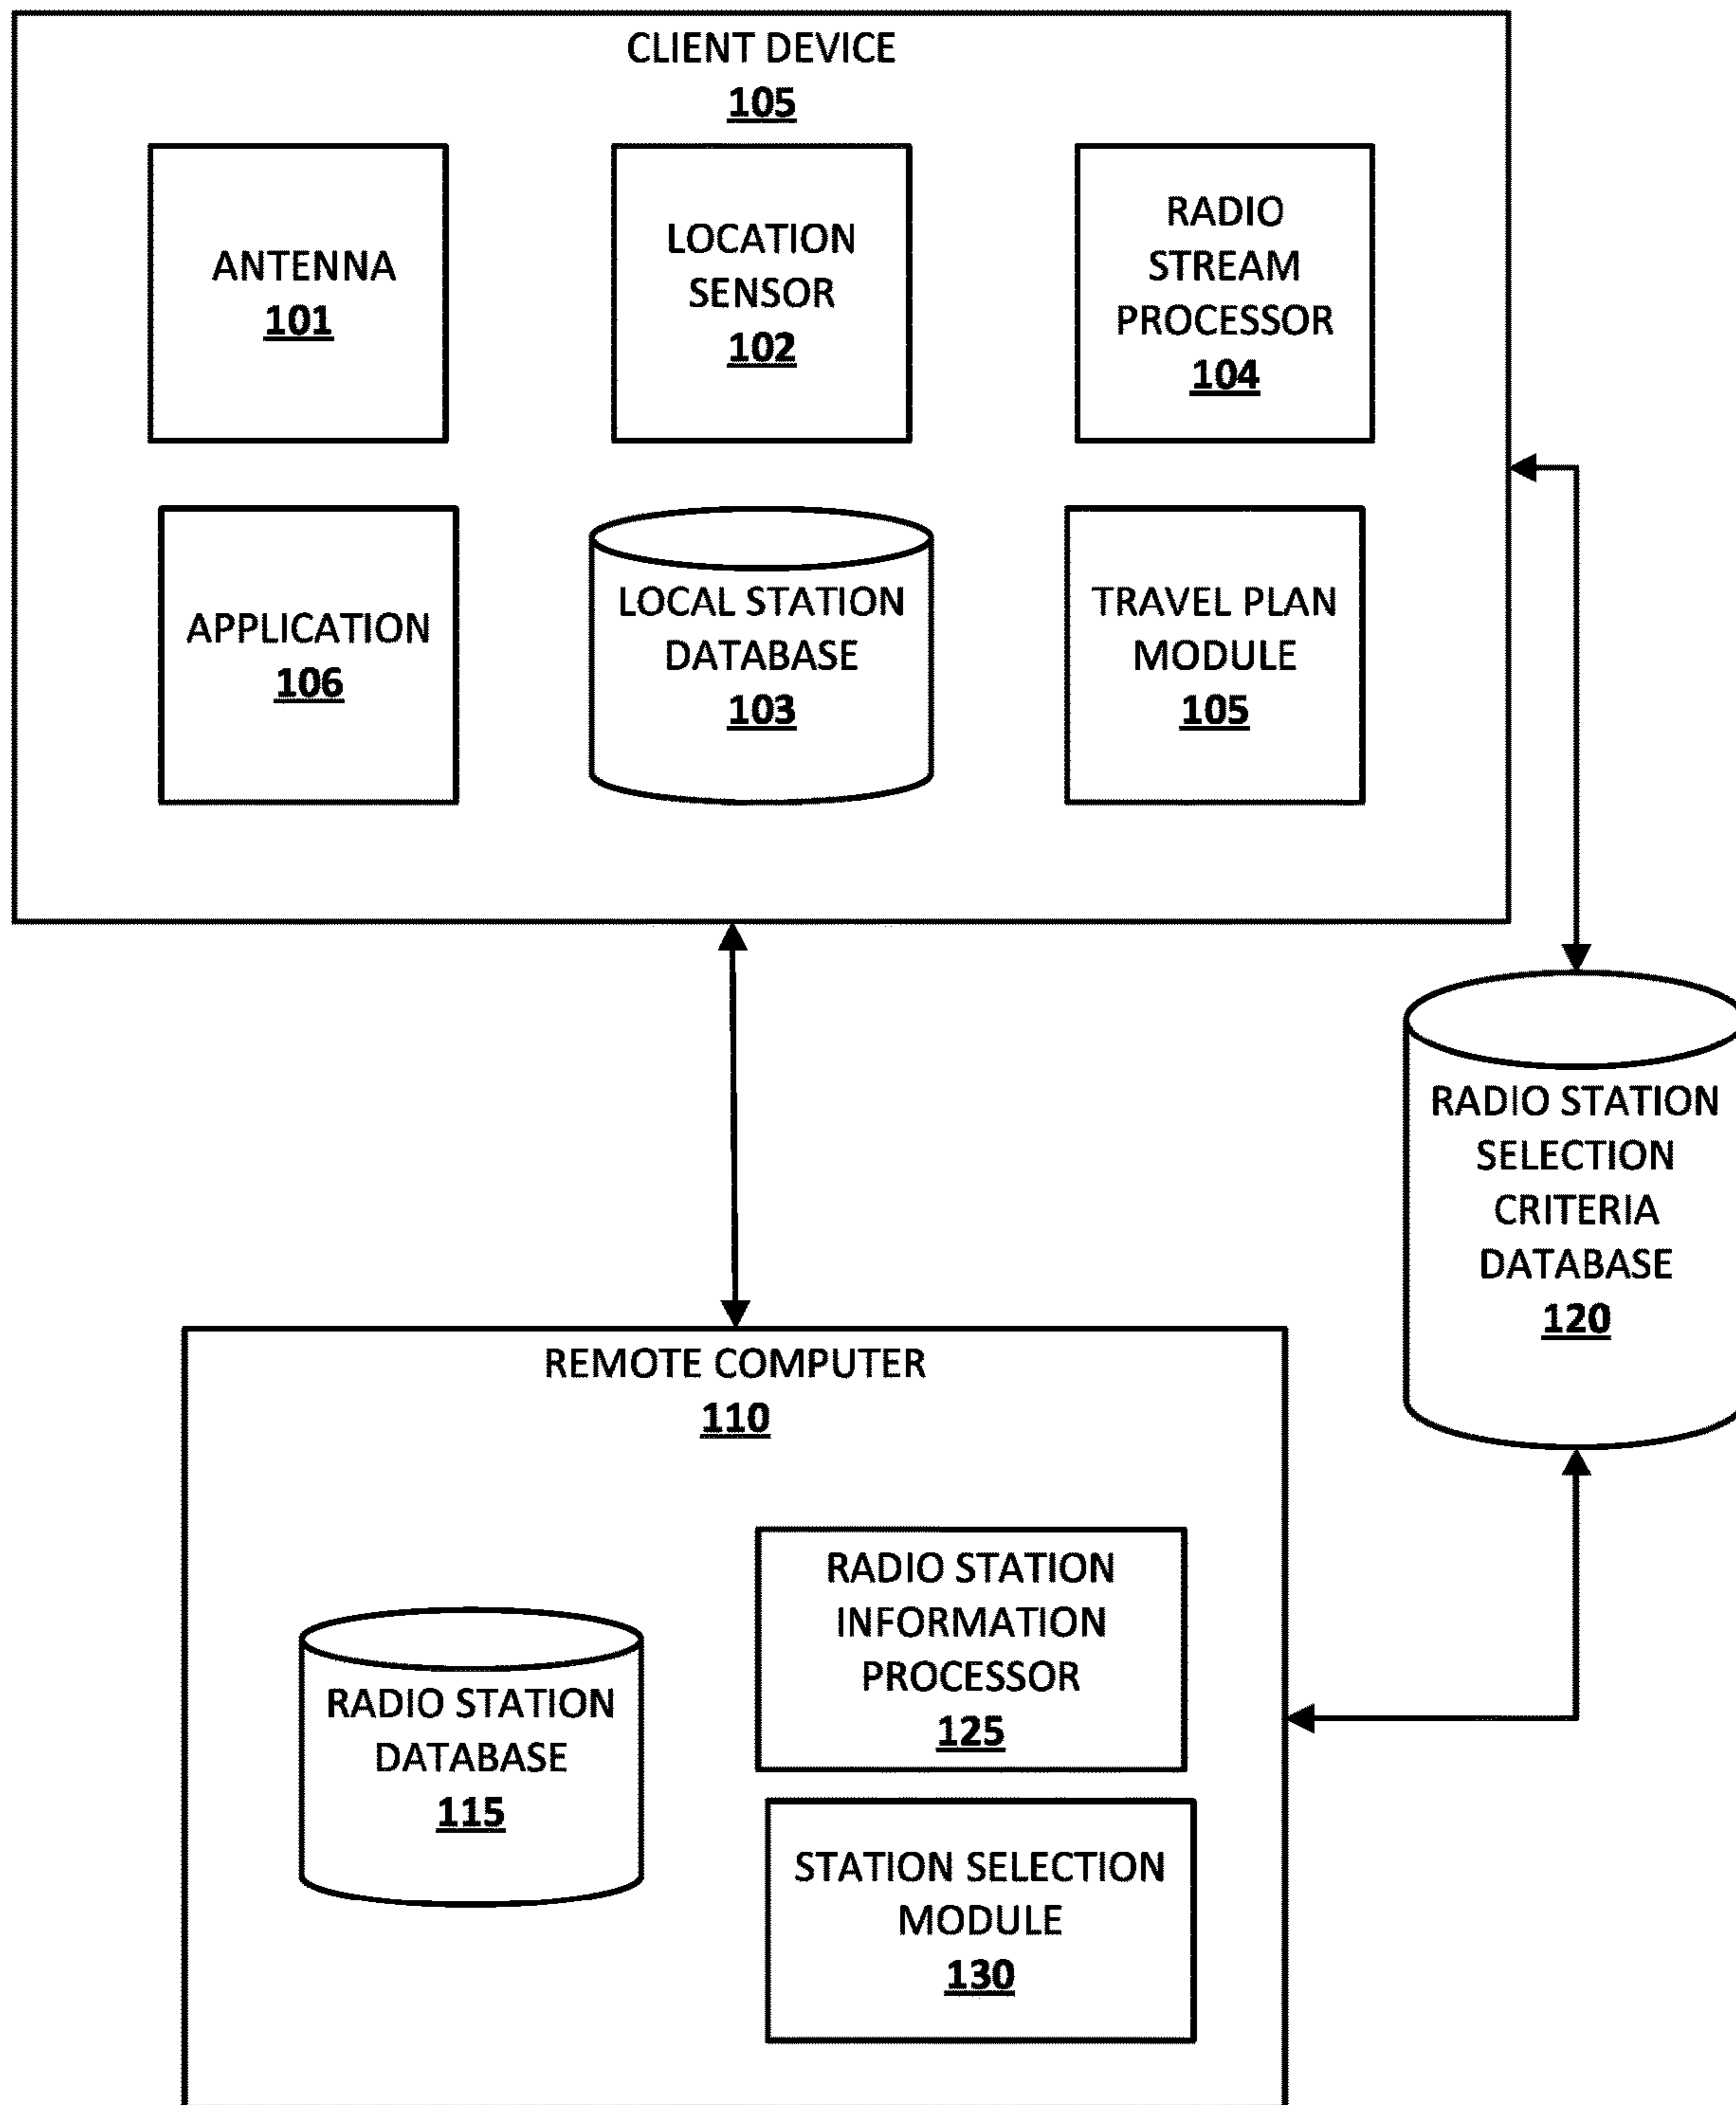 CLIENT DEVICE
105
ANTENNA
101
LOCATION
SENSOR
102
RADIO
STREAM
PROCESSOR
104
APPLICATION
106
LOCAL STATION
DATABASE
103
TRAVEL PLAN
MODULE
105
RADIO STATION
SELECTION
CRITERIA
DATABASE
120
REMOTE COMPUTER
110
RADIO STATION
DATABASE
115
RADIO STATION
INFORMATION
PROCESSOR
125
STATION SELECTION
MODULE
130